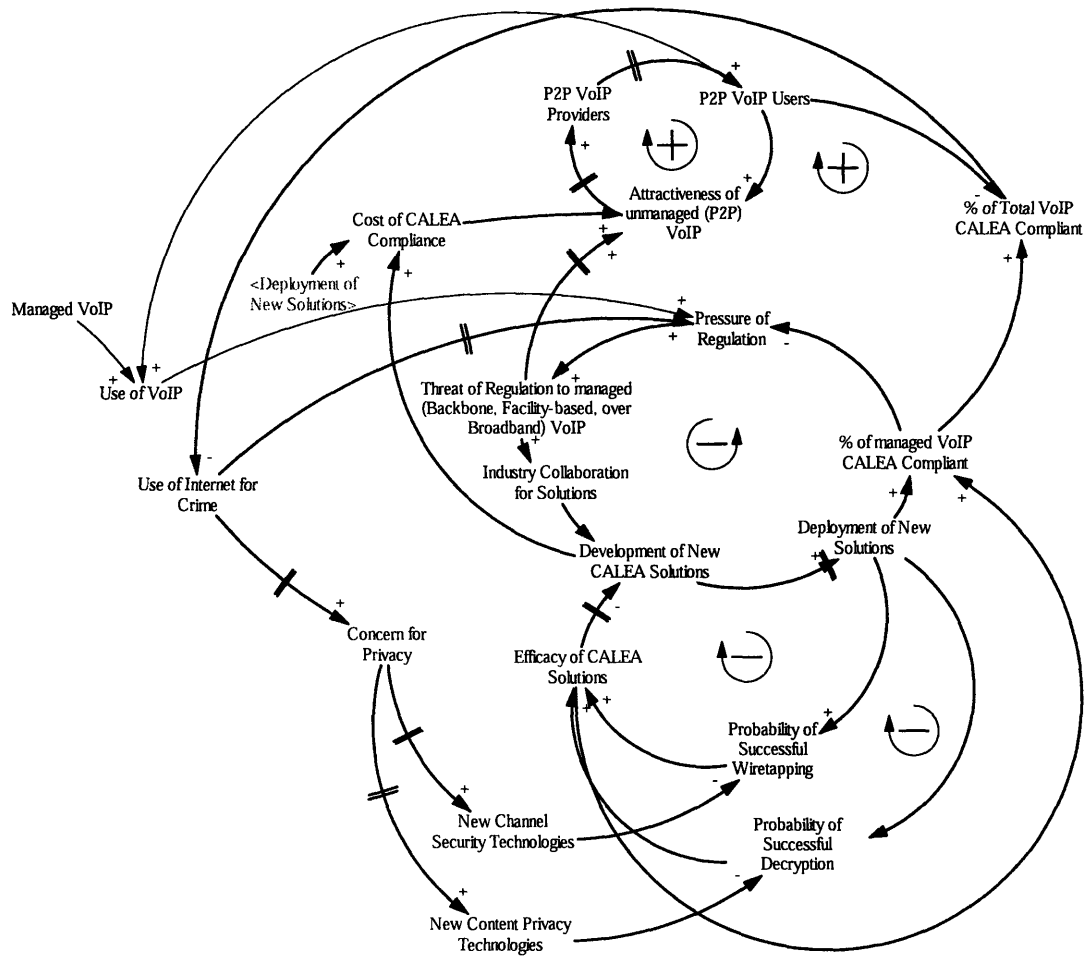 P2P VoIP
Providers
P2P VoIP Users
Attractiveness of
unmanaged (P2P)
VoIP
% of Total VoIP
CALEA Compliant
Cost of CALEA
Compliance
<Deployment of
New Solutions>
Managed VoIP
Use of VoIP
Pressure of
Regulation
Threat of Regulation to managed
(Backbone, Facility-based, over
Broadband) VoIP
% of managed VoIP
CALEA Compliant
Industry Collaboration
for Solutions
Use of Internet for
Crime
Deployment of New
Solutions
Development of New
CALEA Solutions
Concern for
Privacy
Efficacy of CALEA
Solutions
Probability of
Successful
Wiretapping
New Channel
Security Technologies
Probability of
Successful
Decryption
New Content Privacy
Technologies